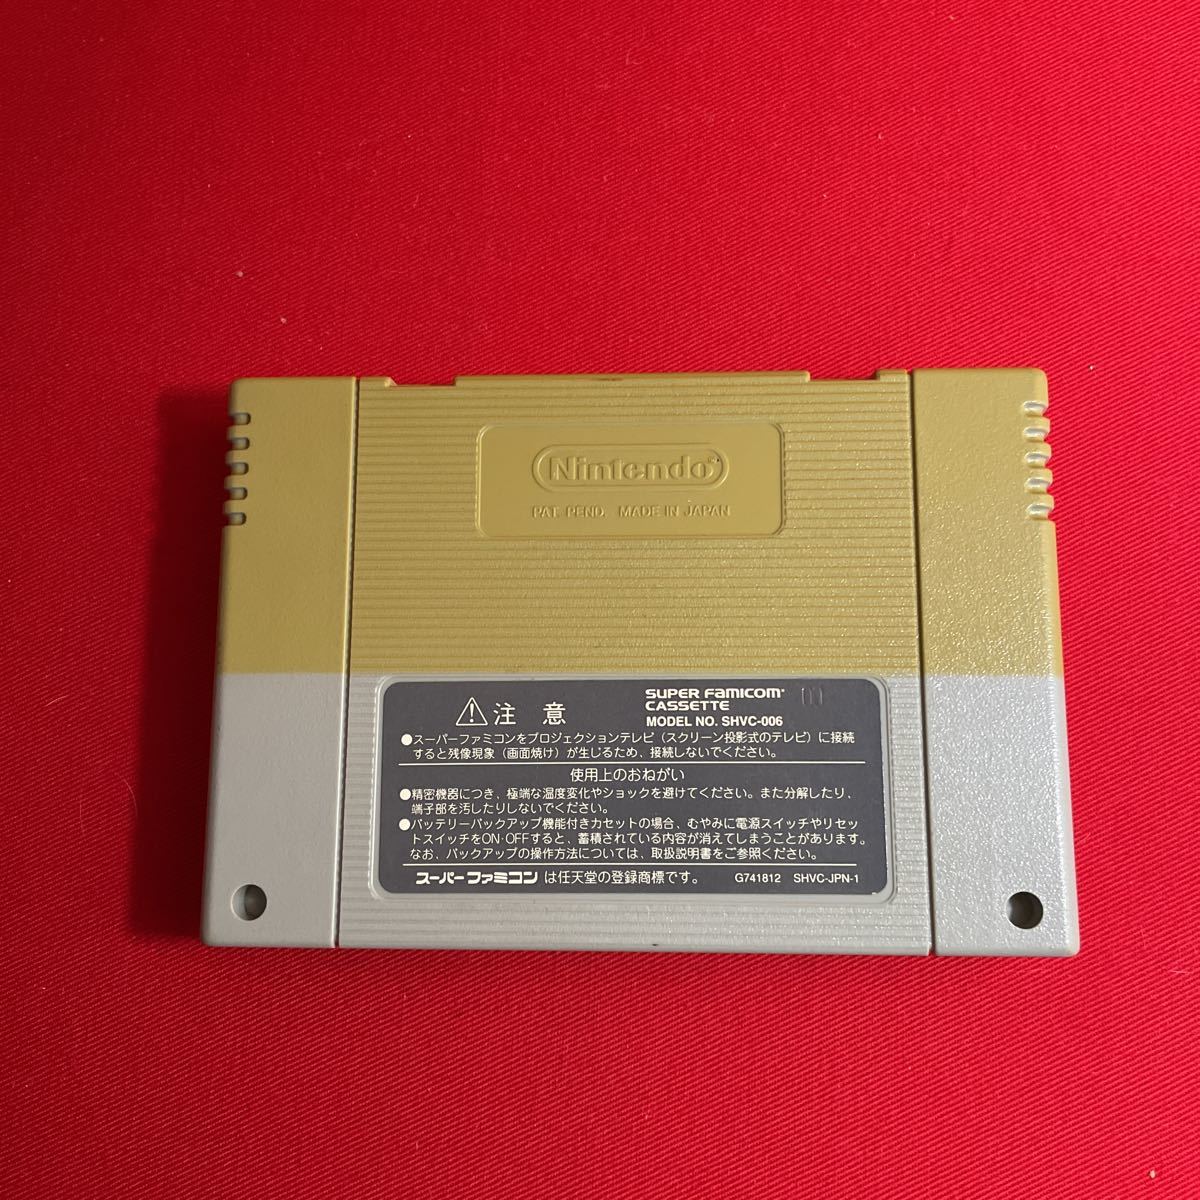 Nintendo
PAT. PEND. MADE IN JAPAN
注 意
SUPER FAMICOM
CASSETTE
MODEL NO. SHVC-006
●スーパーファミコンをプロジェクションテレビ（スクリーン投影式のテレビ）に接続
すると残像現象（画面焼け）が生じるため、接続しないでください。
使用上のおねがい
●精密機器につき、極端な温度変化やショックを避けてください。また分解したり、
端子部を汚したりしないでください。
●バッテリーバックアップ機能付きカセットの場合、むやみに電源スイッチやリセッ
トスイッチをON・OFFすると、蓄積されている内容が消えてしまうことがあります。
なお、バックアップの操作方法については、取扱説明書をご参照ください。
スーパーファミコン は任天堂の登録商標です。 G741812 SHVC-JPN-1